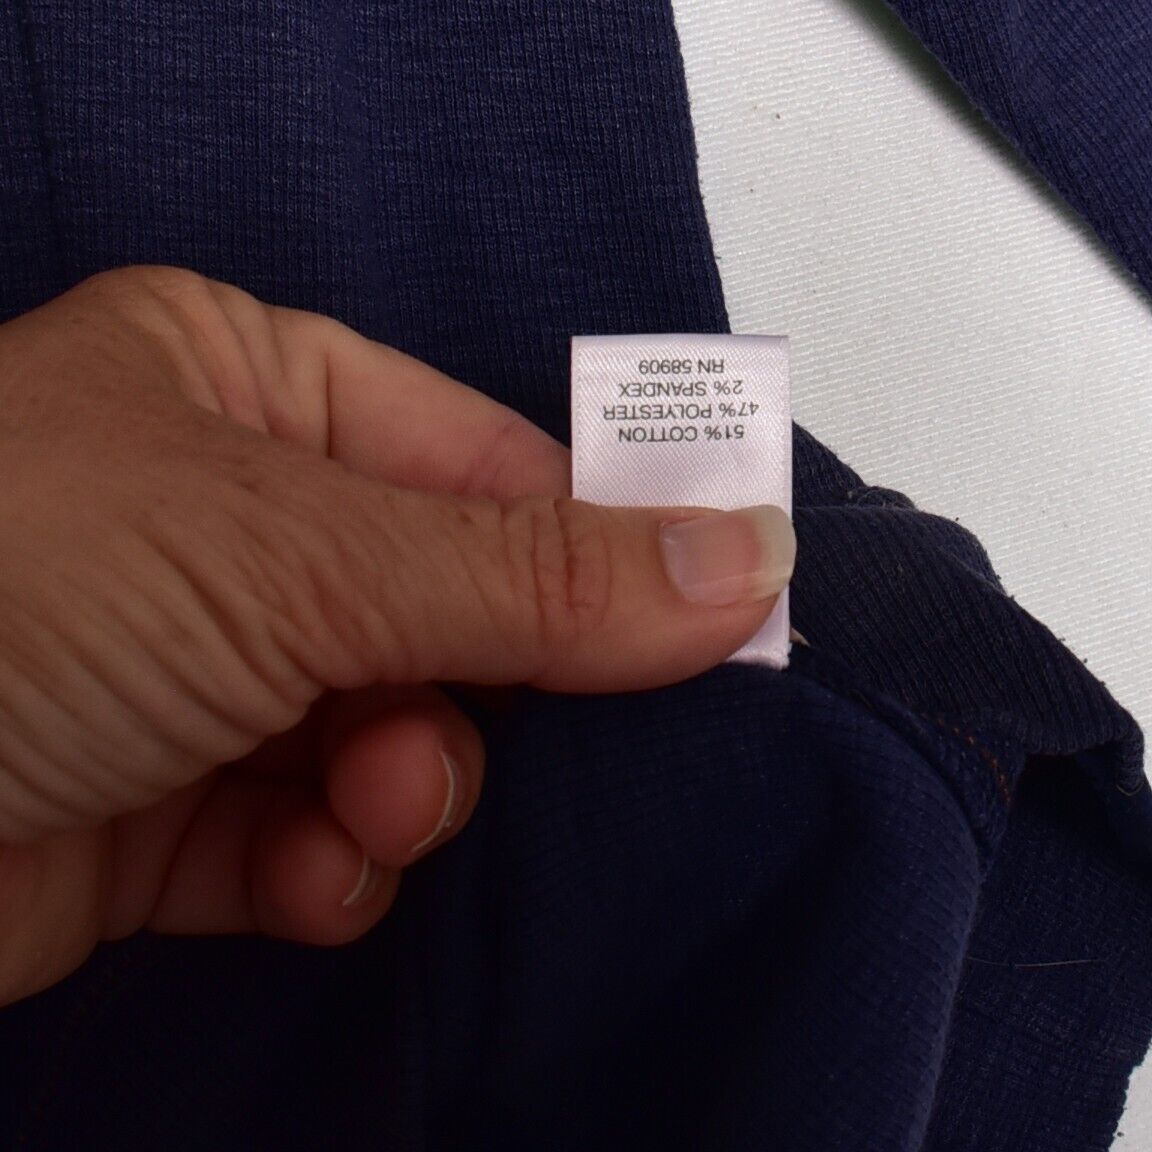 51% COTTON
47% POLYESTER
2% SPANDEX
RN 58909